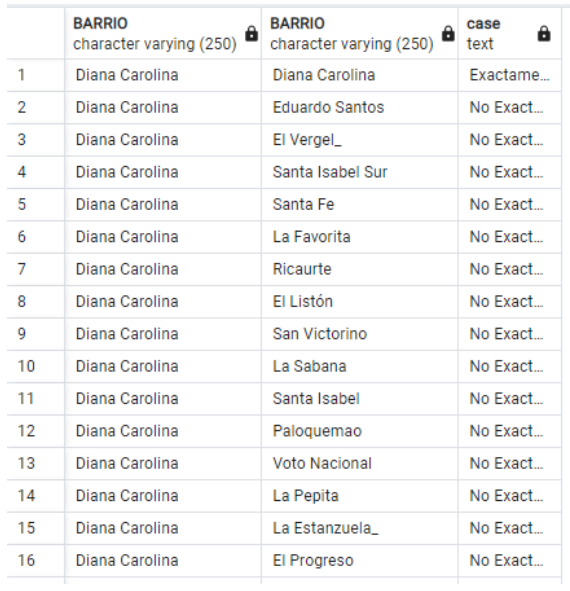 BARRIO BARRIO case
character varying (250) character varying (250) text
1 Diana Carolina Diana Carolina Exactame...
2 Diana Carolina Eduardo Santos No Exact...
3 Diana Carolina El Vergel_ No Exact...
4 Diana Carolina Santa Isabel Sur No Exact...
5 Diana Carolina Santa Fe No Exact...
6 Diana Carolina La Favorita No Exact...
7 Diana Carolina Ricaurte No Exact...
8 Diana Carolina El Listón No Exact...
9 Diana Carolina San Victorino No Exact...
10 Diana Carolina La Sabana No Exact...
11 Diana Carolina Santa Isabel No Exact...
12 Diana Carolina Paloquemao No Exact...
13 Diana Carolina Voto Nacional No Exact...
14 Diana Carolina La Pepita No Exact...
15 Diana Carolina La Estanzuela_ No Exact...
16 Diana Carolina El Progreso No Exact...